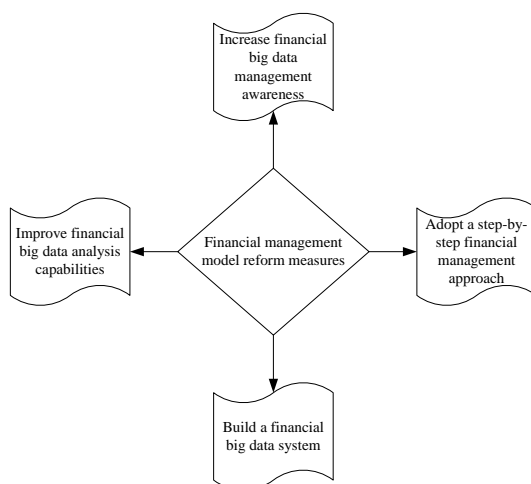 Increase financial
big data
management
awareness
Improve financial
big data analysis
capabilities
Financial management
model reform measures
Adopt a step-by-
step financial
management
approach
Build a financial
big data system